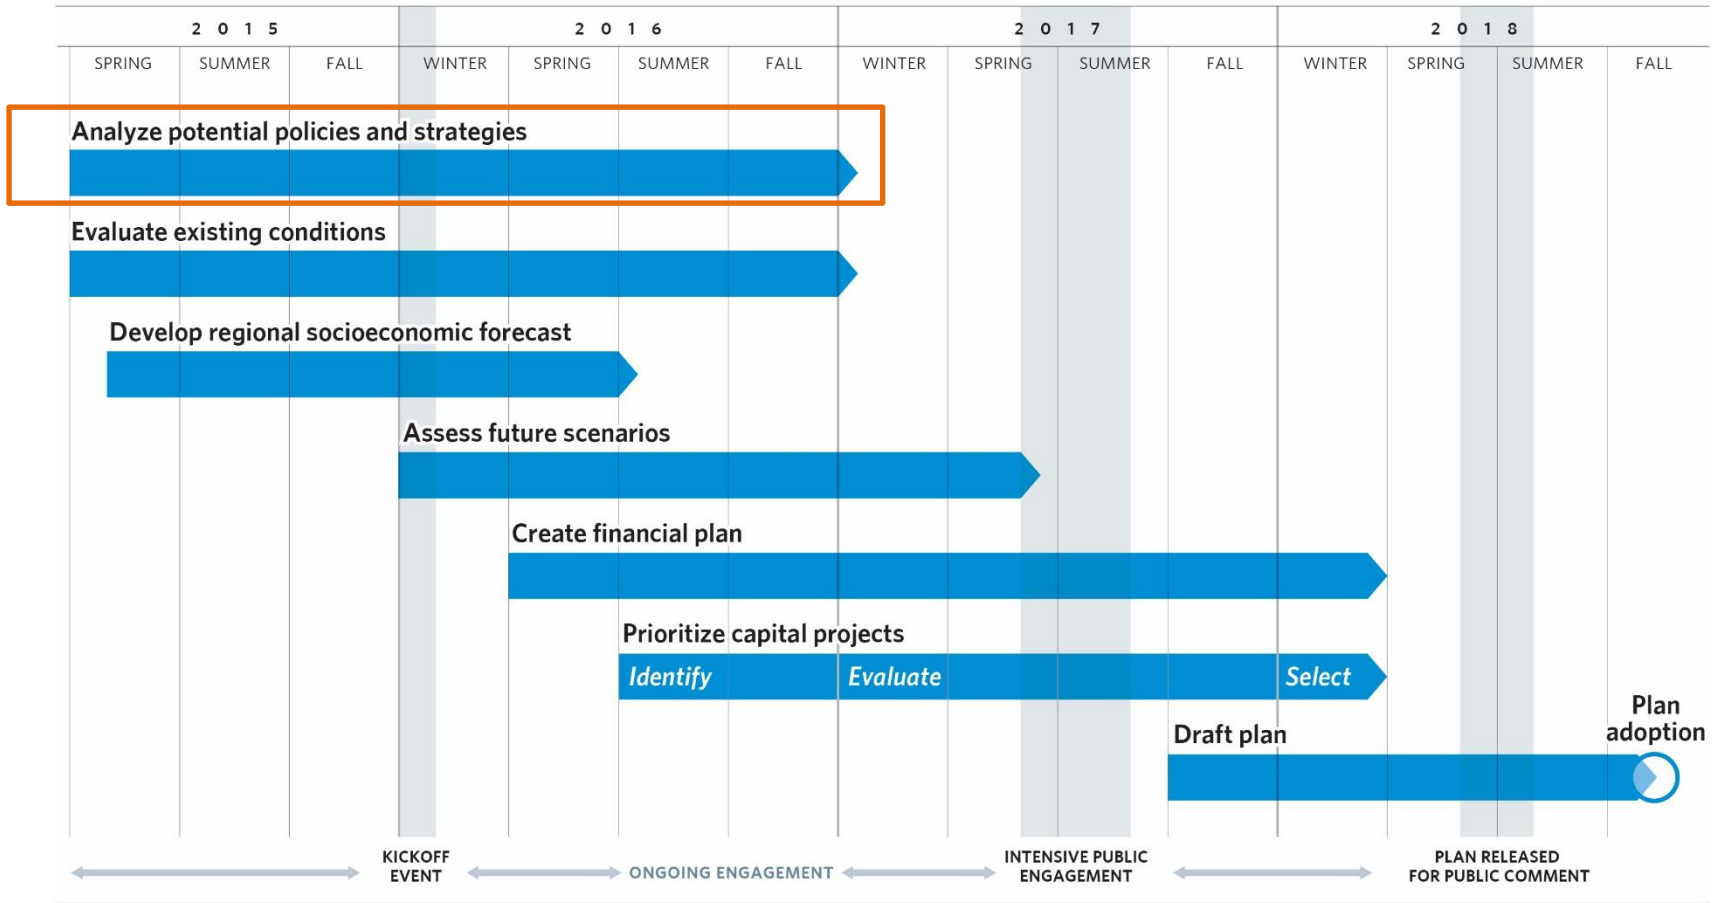 2 0 1 5 2 0 1 6 2 0 1 7 2 0 1 8
SPRING SUMMER FALL WINTER SPRING SUMMER FALL WINTER SPRING SUMMER FALL WINTER SPRING SUMMER FALL
Analyze potential policies and strategies
Evaluate existing conditions
Develop regional socioeconomic forecast
Assess future scenarios
Create financial plan
Prioritize capital projects
Identify Evaluate Select
Draft plan
Plan
adoption
KICKOFF
EVENT
ONGOING ENGAGEMENT
INTENSIVE PUBLIC
ENGAGEMENT
PLAN RELEASED
FOR PUBLIC COMMENT